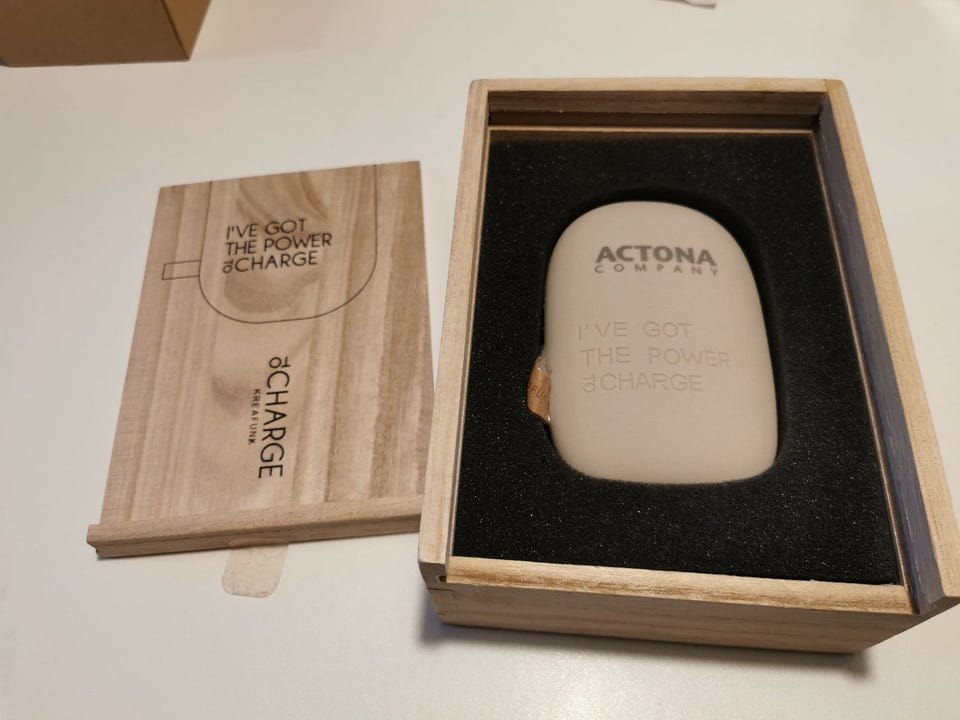 I'VE GOT
THE POWER
to CHARGE
toCHARGE
KREAFUNK
ACTONA
COMPANY
I'VE GOT
THE POWER
to CHARGE